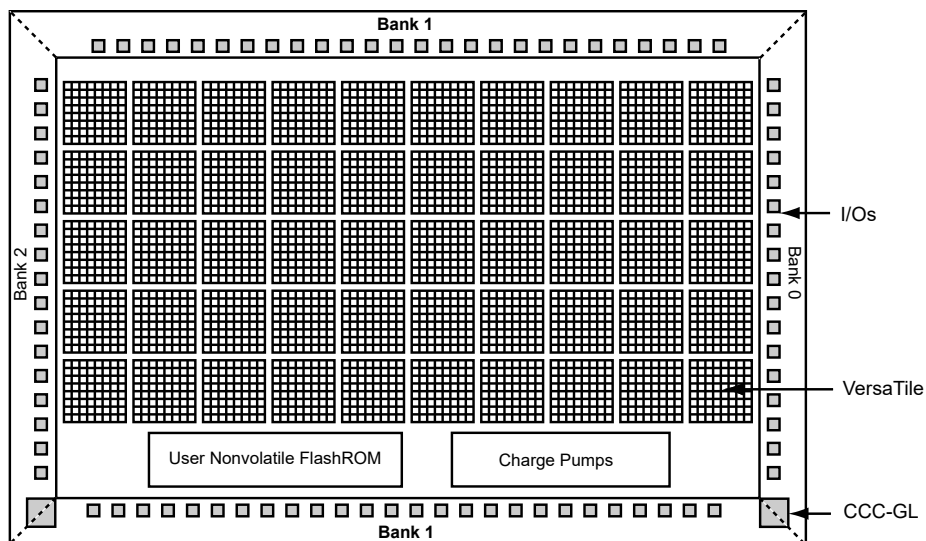 Bank 1
I/Os
Bank 2
Bank 0
VersaTile
User Nonvolatile FlashROM
Charge Pumps
CCC-GL
Bank 1